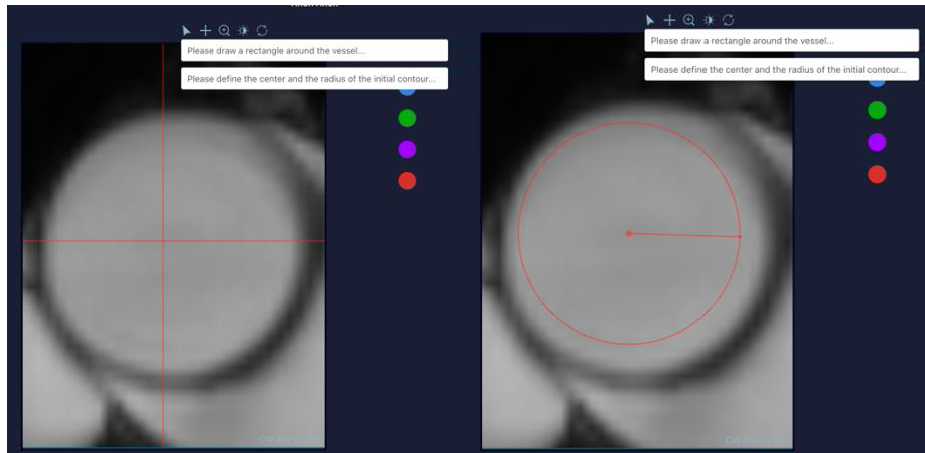 Please draw a rectangle around the vessel...
Please define the center and the radius of the initial contour...
Please draw a rectangle around the vessel...
Please define the center and the radius of the initial contour...